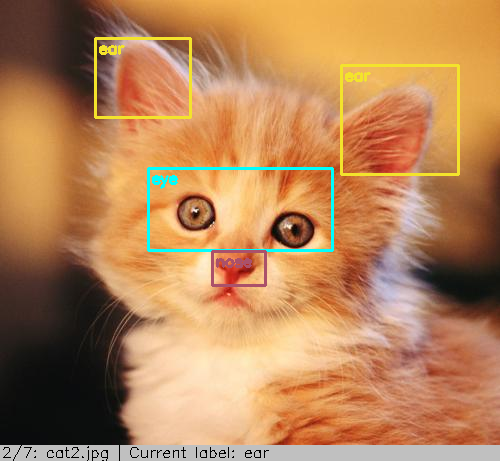 ear
ear
eye
nose
2/7: cat2.jpg | Current label: ear